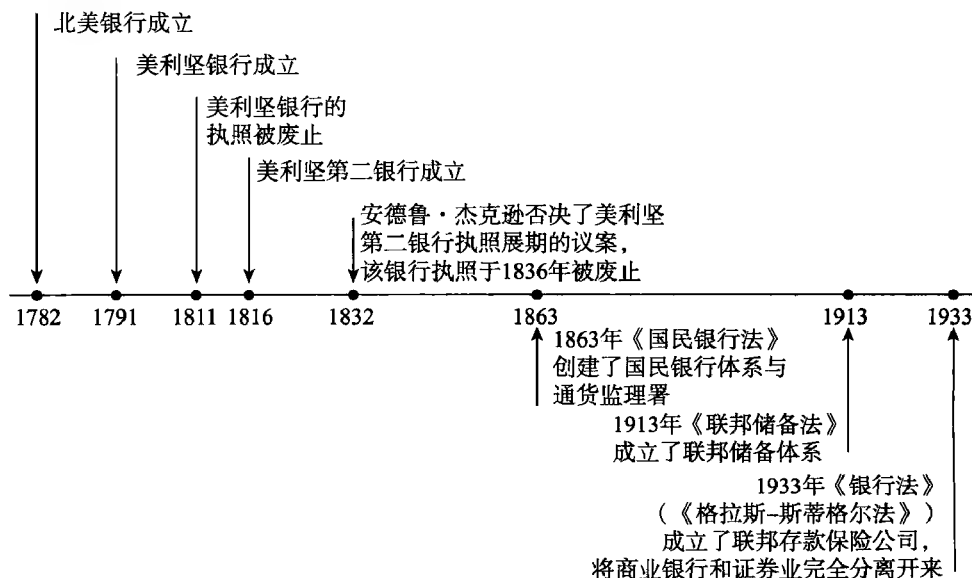 北美银行成立
美利坚银行成立
美利坚银行的
执照被废止
美利坚第二银行成立
安德鲁·杰克逊否决了美利坚
第二银行执照展期的议案，
该银行执照于1836年被废止
1782 1791 1811 1816 1832 1863 1913 1933
1863年《国民银行法》
创建了国民银行体系与
通货监理署
1913年《联邦储备法》
成立了联邦储备体系
1933年《银行法》
（《格拉斯–斯蒂格尔法》）
成立了联邦存款保险公司，
将商业银行和证券业完全分离开来